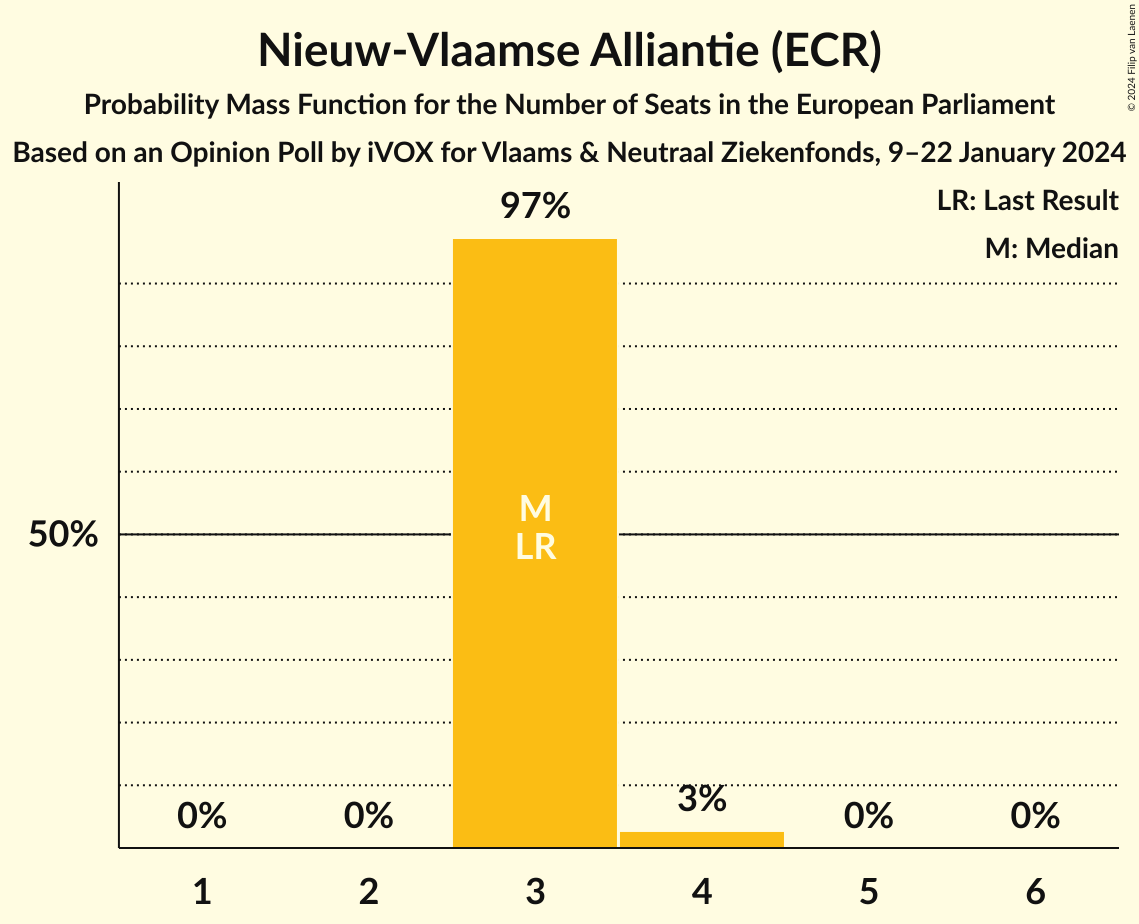 Nieuw-Vlaamse Alliantie (ECR)
Probability Mass Function for the Number of Seats in the European Parliament
Based on an Opinion Poll by iVOX for Vlaams & Neutraal Ziekenfonds, 9–22 January 2024
© 2024 Filip van Laenen
LR: Last Result
M: Median
97%
50%
M
LR
0%
0%
3%
0%
0%
1
2
3
4
5
6